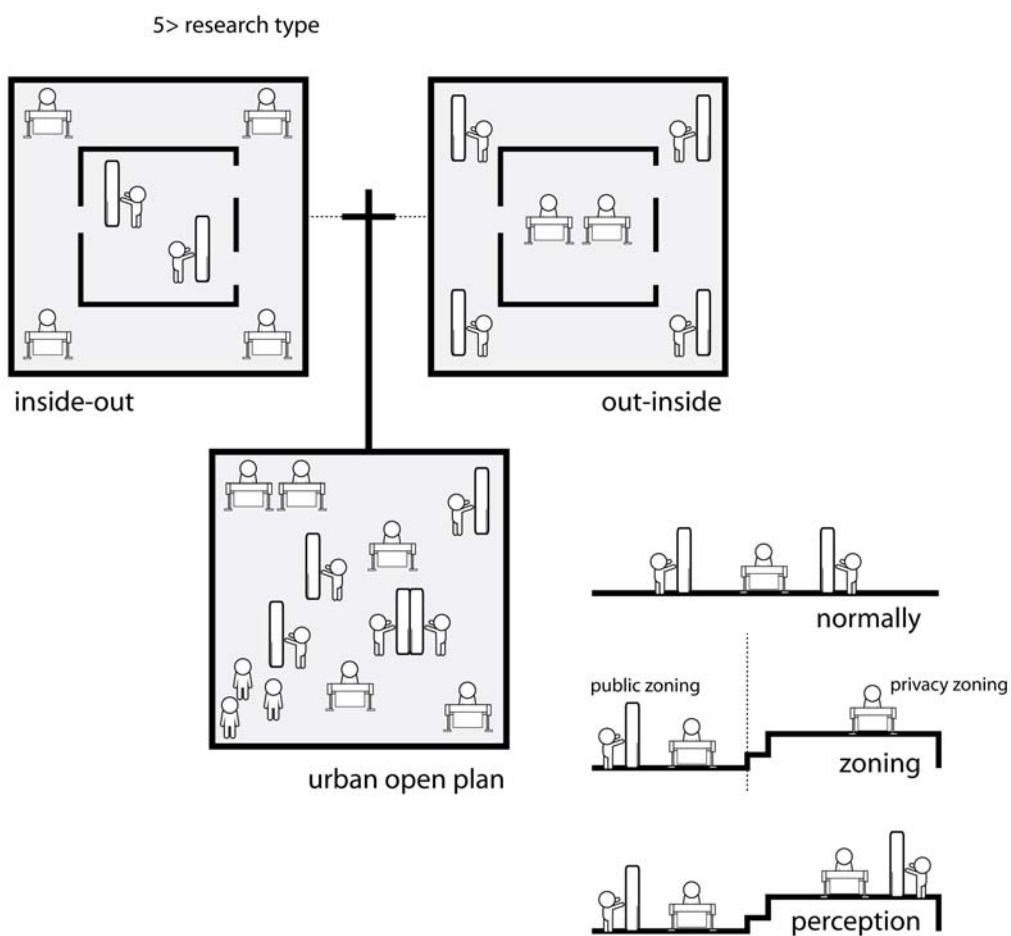 5> research type
inside-out
out-inside
urban open plan
normally
public zoning
privacy zoning
zoning
perception